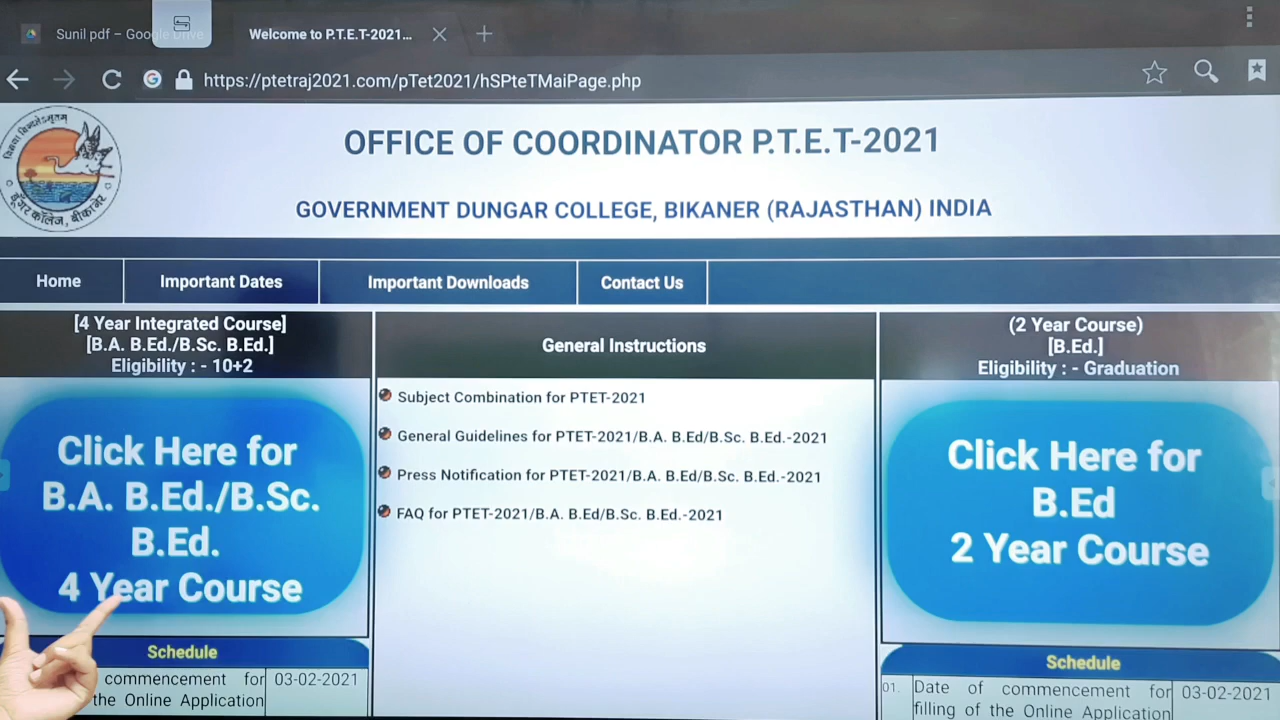 Sunil pdf – Google Drive
Welcome to P.T.E.T-2021...
https://ptetraj2021.com/pTet2021/hSPteTMaiPage.php
OFFICE OF COORDINATOR P.T.E.T-2021
GOVERNMENT DUNGAR COLLEGE, BIKANER (RAJASTHAN) INDIA
डूँगर कॉलेज, बीकानेर
Home
Important Dates
Important Downloads
Contact Us
[4 Year Integrated Course]
[B.A. B.Ed./B.Sc. B.Ed.]
Eligibility : - 10+2
Click Here for
B.A. B.Ed./B.Sc.
B.Ed.
4 Year Course
Schedule
commencement for
the Online Application
03-02-2021
General Instructions
Subject Combination for PTET-2021
General Guidelines for PTET-2021/B.A. B.Ed/B.Sc. B.Ed.-2021
Press Notification for PTET-2021/B.A. B.Ed/B.Sc. B.Ed.-2021
FAQ for PTET-2021/B.A. B.Ed/B.Sc. B.Ed.-2021
(2 Year Course)
[B.Ed.]
Eligibility : - Graduation
Click Here for
B.Ed
2 Year Course
Schedule
01.
Date of commencement for
filling of the Online Application
03-02-2021